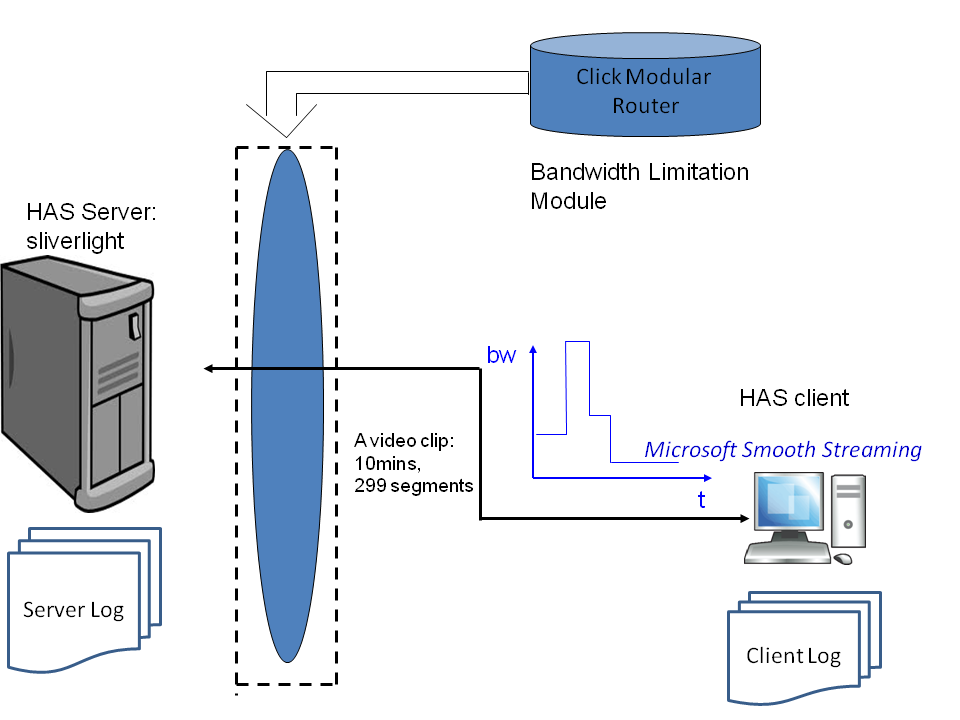 Click Modular
Router
Bandwidth Limitation
Module
HAS Server:
sliverlight
bw
HAS client
A video clip:
10mins,
299 segments
Microsoft Smooth Streaming
t
Server Log
Client Log